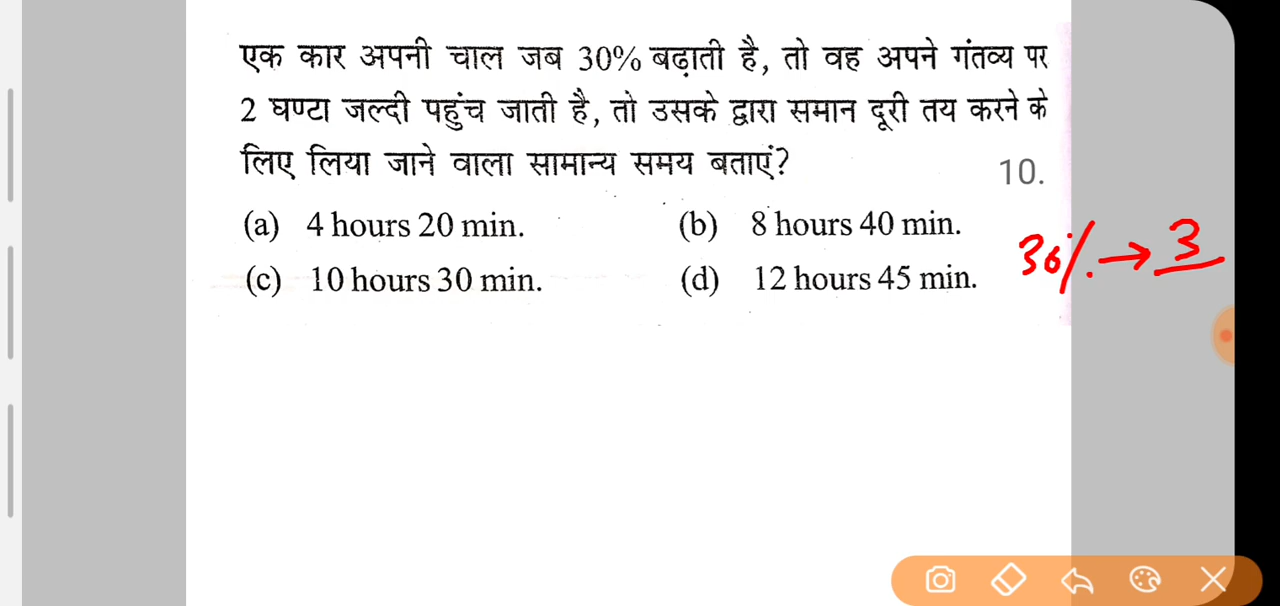 एक कार अपनी चाल जब 30% बढ़ाती है, तो वह अपने गंतव्य पर
2 घण्टा जल्दी पहुंच जाती है, तो उसके द्वारा समान दूरी तय करने के
लिए लिया जाने वाला सामान्य समय बताएं?
10.
(a) 4 hours 20 min. (b) 8 hours 40 min.
(c) 10 hours 30 min. (d) 12 hours 45 min.
30% → 3